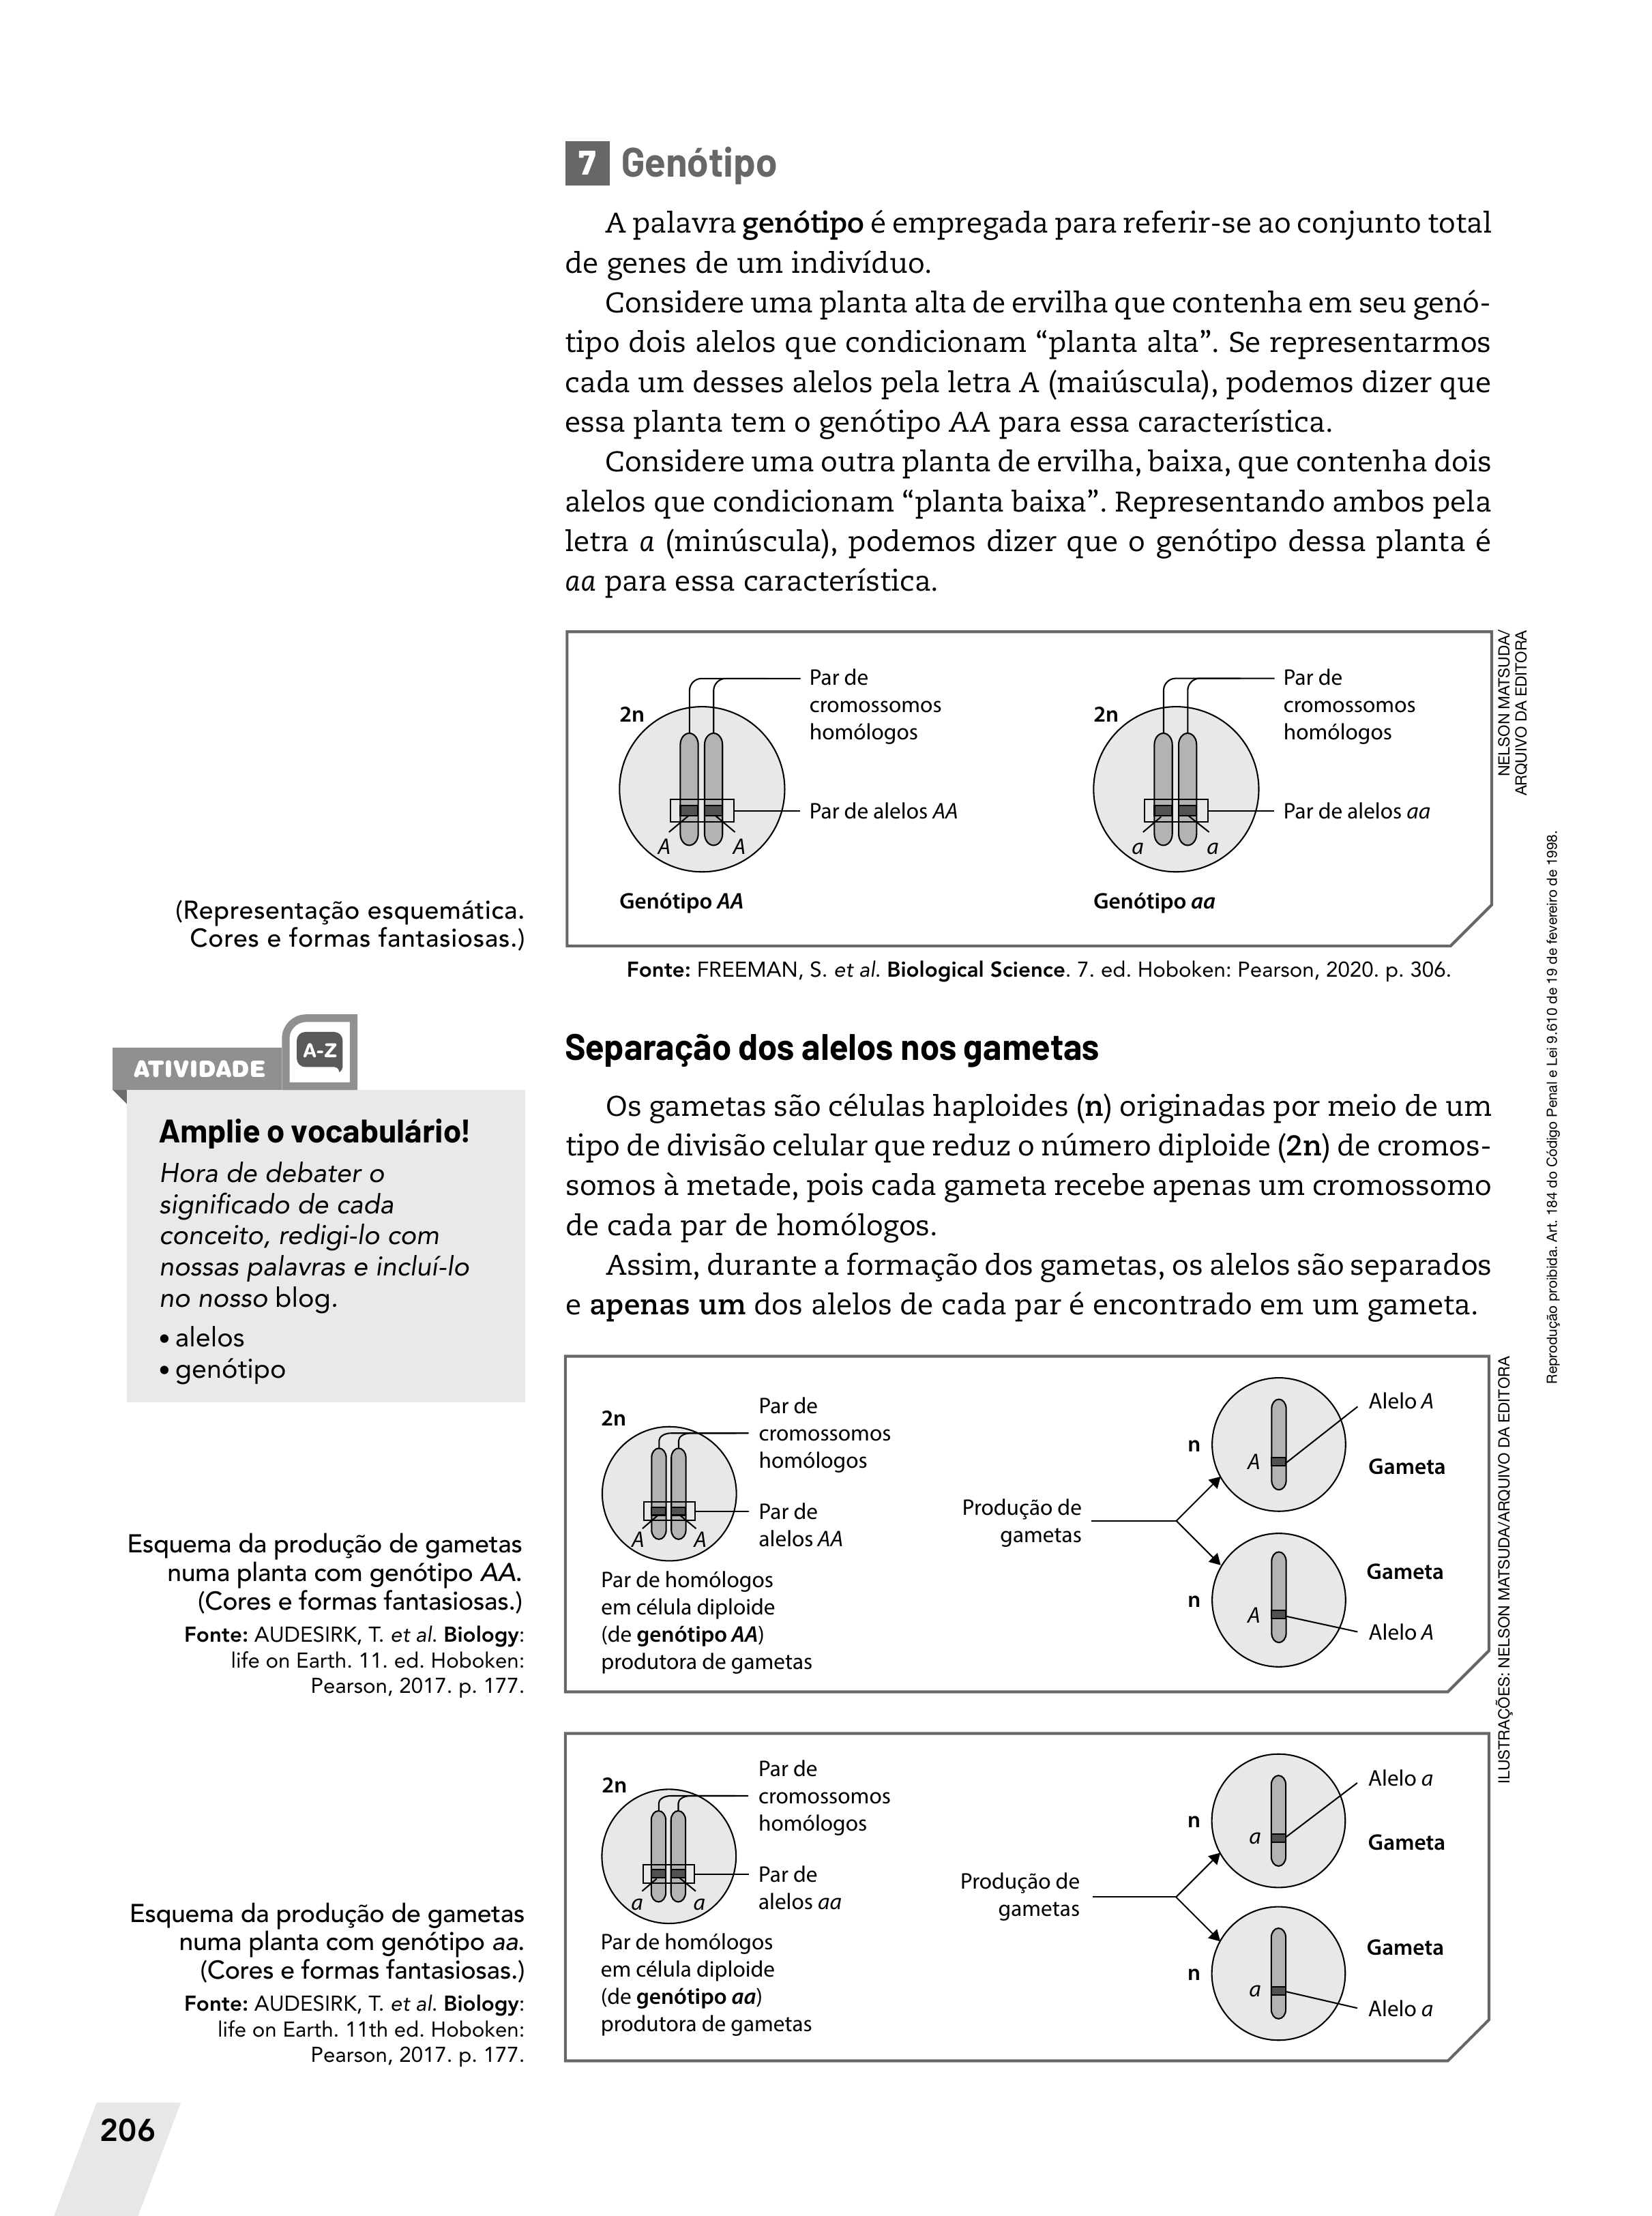 7 Genótipo
A palavra genótipo é empregada para referir-se ao conjunto total
de genes de um indivíduo.
Considere uma planta alta de ervilha que contenha em seu genó-
tipo dois alelos que condicionam “planta alta”. Se representarmos
cada um desses alelos pela letra A (maiúscula), podemos dizer que
essa planta tem o genótipo AA para essa característica.
Considere uma outra planta de ervilha, baixa, que contenha dois
alelos que condicionam “planta baixa”. Representando ambos pela
letra a (minúscula), podemos dizer que o genótipo dessa planta é
aa para essa característica.
2n
Par de
cromossomos
homólogos
Par de alelos AA
A A
Genótipo AA
2n
Par de
cromossomos
homólogos
Par de alelos aa
a a
Genótipo aa
NELSON MATSUDA/
ARQUIVO DA EDITORA
(Representação esquemática.
Cores e formas fantasiosas.)
Fonte: FREEMAN, S. et al. Biological Science. 7. ed. Hoboken: Pearson, 2020. p. 306.
Reprodução proibida. Art. 184 do Código Penal e Lei 9.610 de 19 de fevereiro de 1998.
ATIVIDADE
A-Z
Amplie o vocabulário!
Hora de debater o
significado de cada
conceito, redigi-lo com
nossas palavras e incluí-lo
no nosso blog.
• alelos
• genótipo
Separação dos alelos nos gametas
Os gametas são células haploides (n) originadas por meio de um
tipo de divisão celular que reduz o número diploide (2n) de cromos-
somos à metade, pois cada gameta recebe apenas um cromossomo
de cada par de homólogos.
Assim, durante a formação dos gametas, os alelos são separados
e apenas um dos alelos de cada par é encontrado em um gameta.
2n
Par de
cromossomos
homólogos
Par de
alelos AA
A A
Par de homólogos
em célula diploide
(de genótipo AA)
produtora de gametas
Produção de
gametas
n
A
Alelo A
Gameta
n
A
Gameta
Alelo A
ILUSTRAÇÕES: NELSON MATSUDA/ARQUIVO DA EDITORA
Esquema da produção de gametas
numa planta com genótipo AA.
(Cores e formas fantasiosas.)
Fonte: AUDESIRK, T. et al. Biology:
life on Earth. 11. ed. Hoboken:
Pearson, 2017. p. 177.
2n
Par de
cromossomos
homólogos
Par de
alelos aa
a a
Par de homólogos
em célula diploide
(de genótipo aa)
produtora de gametas
Produção de
gametas
n
a
Alelo a
Gameta
n
a
Gameta
Alelo a
Esquema da produção de gametas
numa planta com genótipo aa.
(Cores e formas fantasiosas.)
Fonte: AUDESIRK, T. et al. Biology:
life on Earth. 11th ed. Hoboken:
Pearson, 2017. p. 177.
206